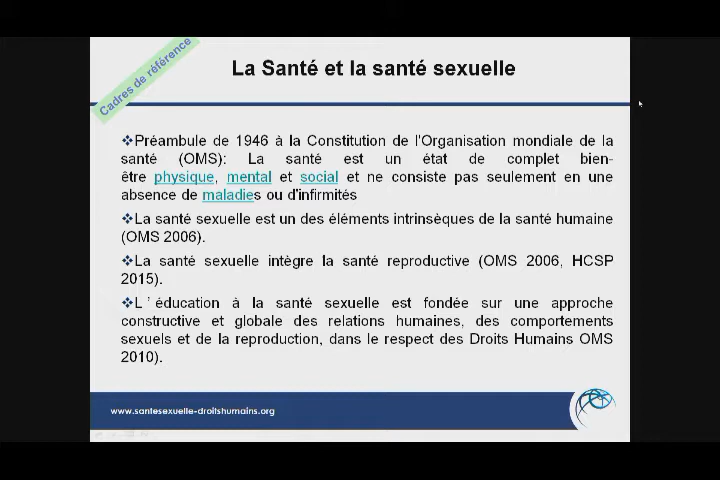 Cadres de référence
La Santé et la santé sexuelle
❖Préambule de 1946 à la Constitution de l'Organisation mondiale de la
santé (OMS): La santé est un état de complet bien-
être physique, mental et social et ne consiste pas seulement en une
absence de maladies ou d'infirmités
❖La santé sexuelle est un des éléments intrinsèques de la santé humaine
(OMS 2006).
❖La santé sexuelle intègre la santé reproductive (OMS 2006, HCSP
2015).
❖L ' éducation à la santé sexuelle est fondée sur une approche
constructive et globale des relations humaines, des comportements
sexuels et de la reproduction, dans le respect des Droits Humains OMS
2010).
www.santesexuelle-droitshumains.org